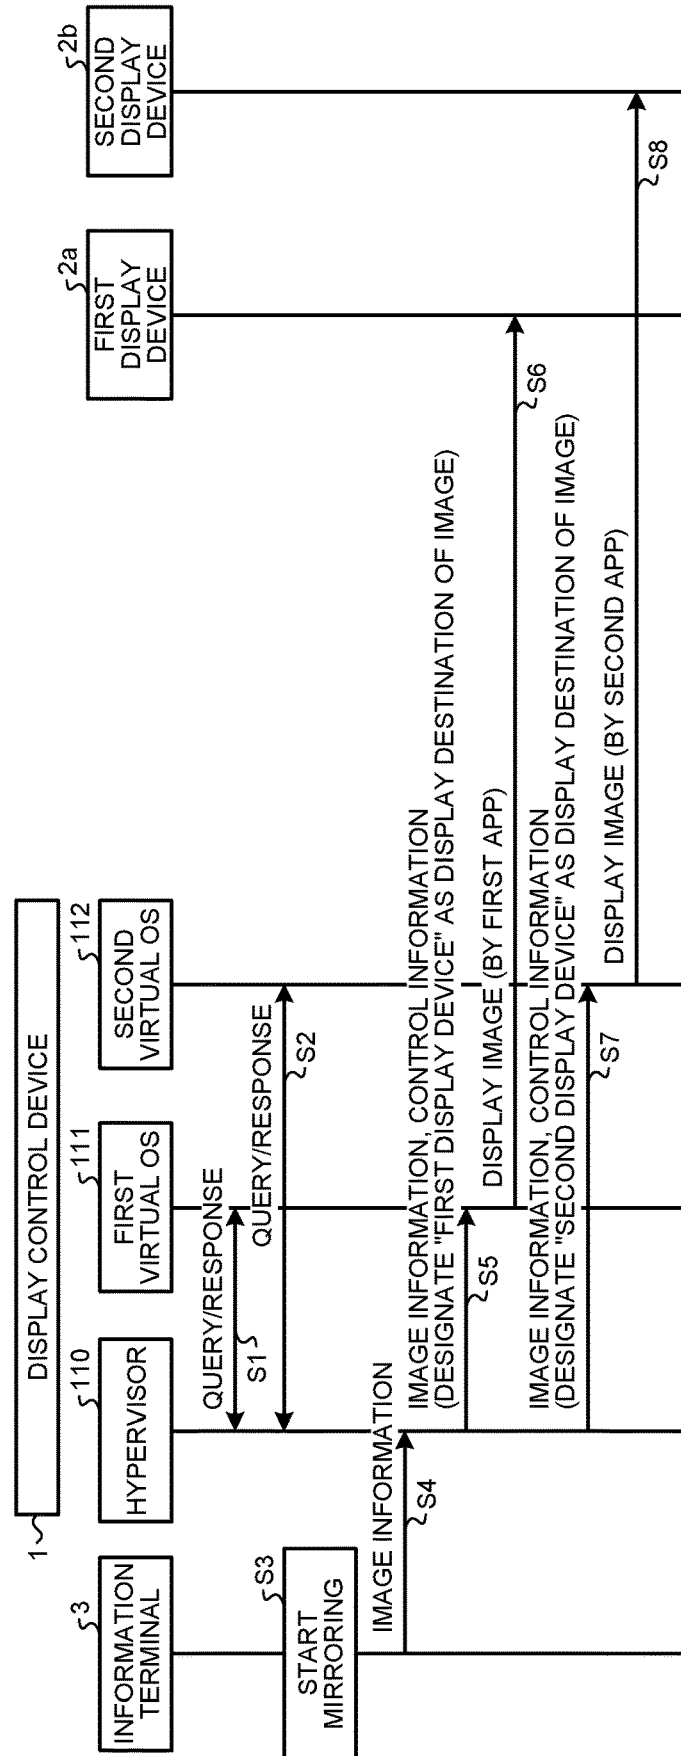 1
DISPLAY CONTROL DEVICE
3
INFORMATION
TERMINAL
110
HYPERVISOR
111
FIRST
VIRTUAL OS
112
SECOND
VIRTUAL OS
2a
FIRST
DISPLAY
DEVICE
2b
SECOND
DISPLAY
DEVICE
QUERY/RESPONSE
S1
QUERY/RESPONSE
S2
S3
START
MIRRORING
IMAGE INFORMATION
S4
IMAGE INFORMATION, CONTROL INFORMATION
(DESIGNATE "FIRST DISPLAY DEVICE" AS DISPLAY DESTINATION OF IMAGE)
S5
DISPLAY IMAGE (BY FIRST APP)
S6
IMAGE INFORMATION, CONTROL INFORMATION
(DESIGNATE "SECOND DISPLAY DEVICE" AS DISPLAY DESTINATION OF IMAGE)
S7
DISPLAY IMAGE (BY SECOND APP)
S8